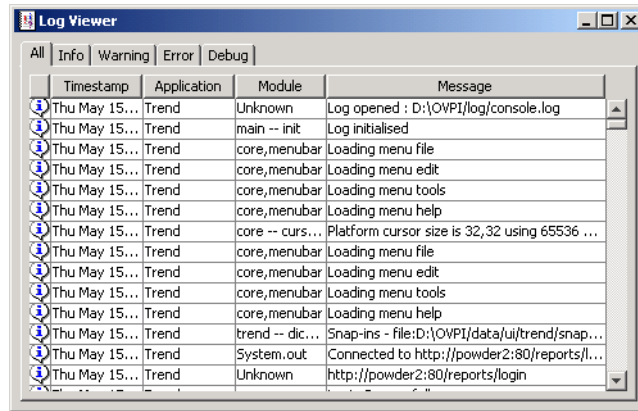 Log Viewer
All Info Warning Error Debug
Timestamp Application Module Message
Thu May 15... Trend Unknown Log opened : D:\OVPI/log/console.log
Thu May 15... Trend main -- init Log initialised
Thu May 15... Trend core,menubar Loading menu file
Thu May 15... Trend core,menubar Loading menu edit
Thu May 15... Trend core,menubar Loading menu tools
Thu May 15... Trend core,menubar Loading menu help
Thu May 15... Trend core -- curs... Platform cursor size is 32,32 using 65536 ...
Thu May 15... Trend core,menubar Loading menu file
Thu May 15... Trend core,menubar Loading menu edit
Thu May 15... Trend core,menubar Loading menu tools
Thu May 15... Trend core,menubar Loading menu help
Thu May 15... Trend trend -- dic... Snap-ins - file:D:\OVPI/data/ui/trend/snap...
Thu May 15... Trend System.out Connected to http://powder2:80/reports/l...
Thu May 15... Trend Unknown http://powder2:80/reports/login